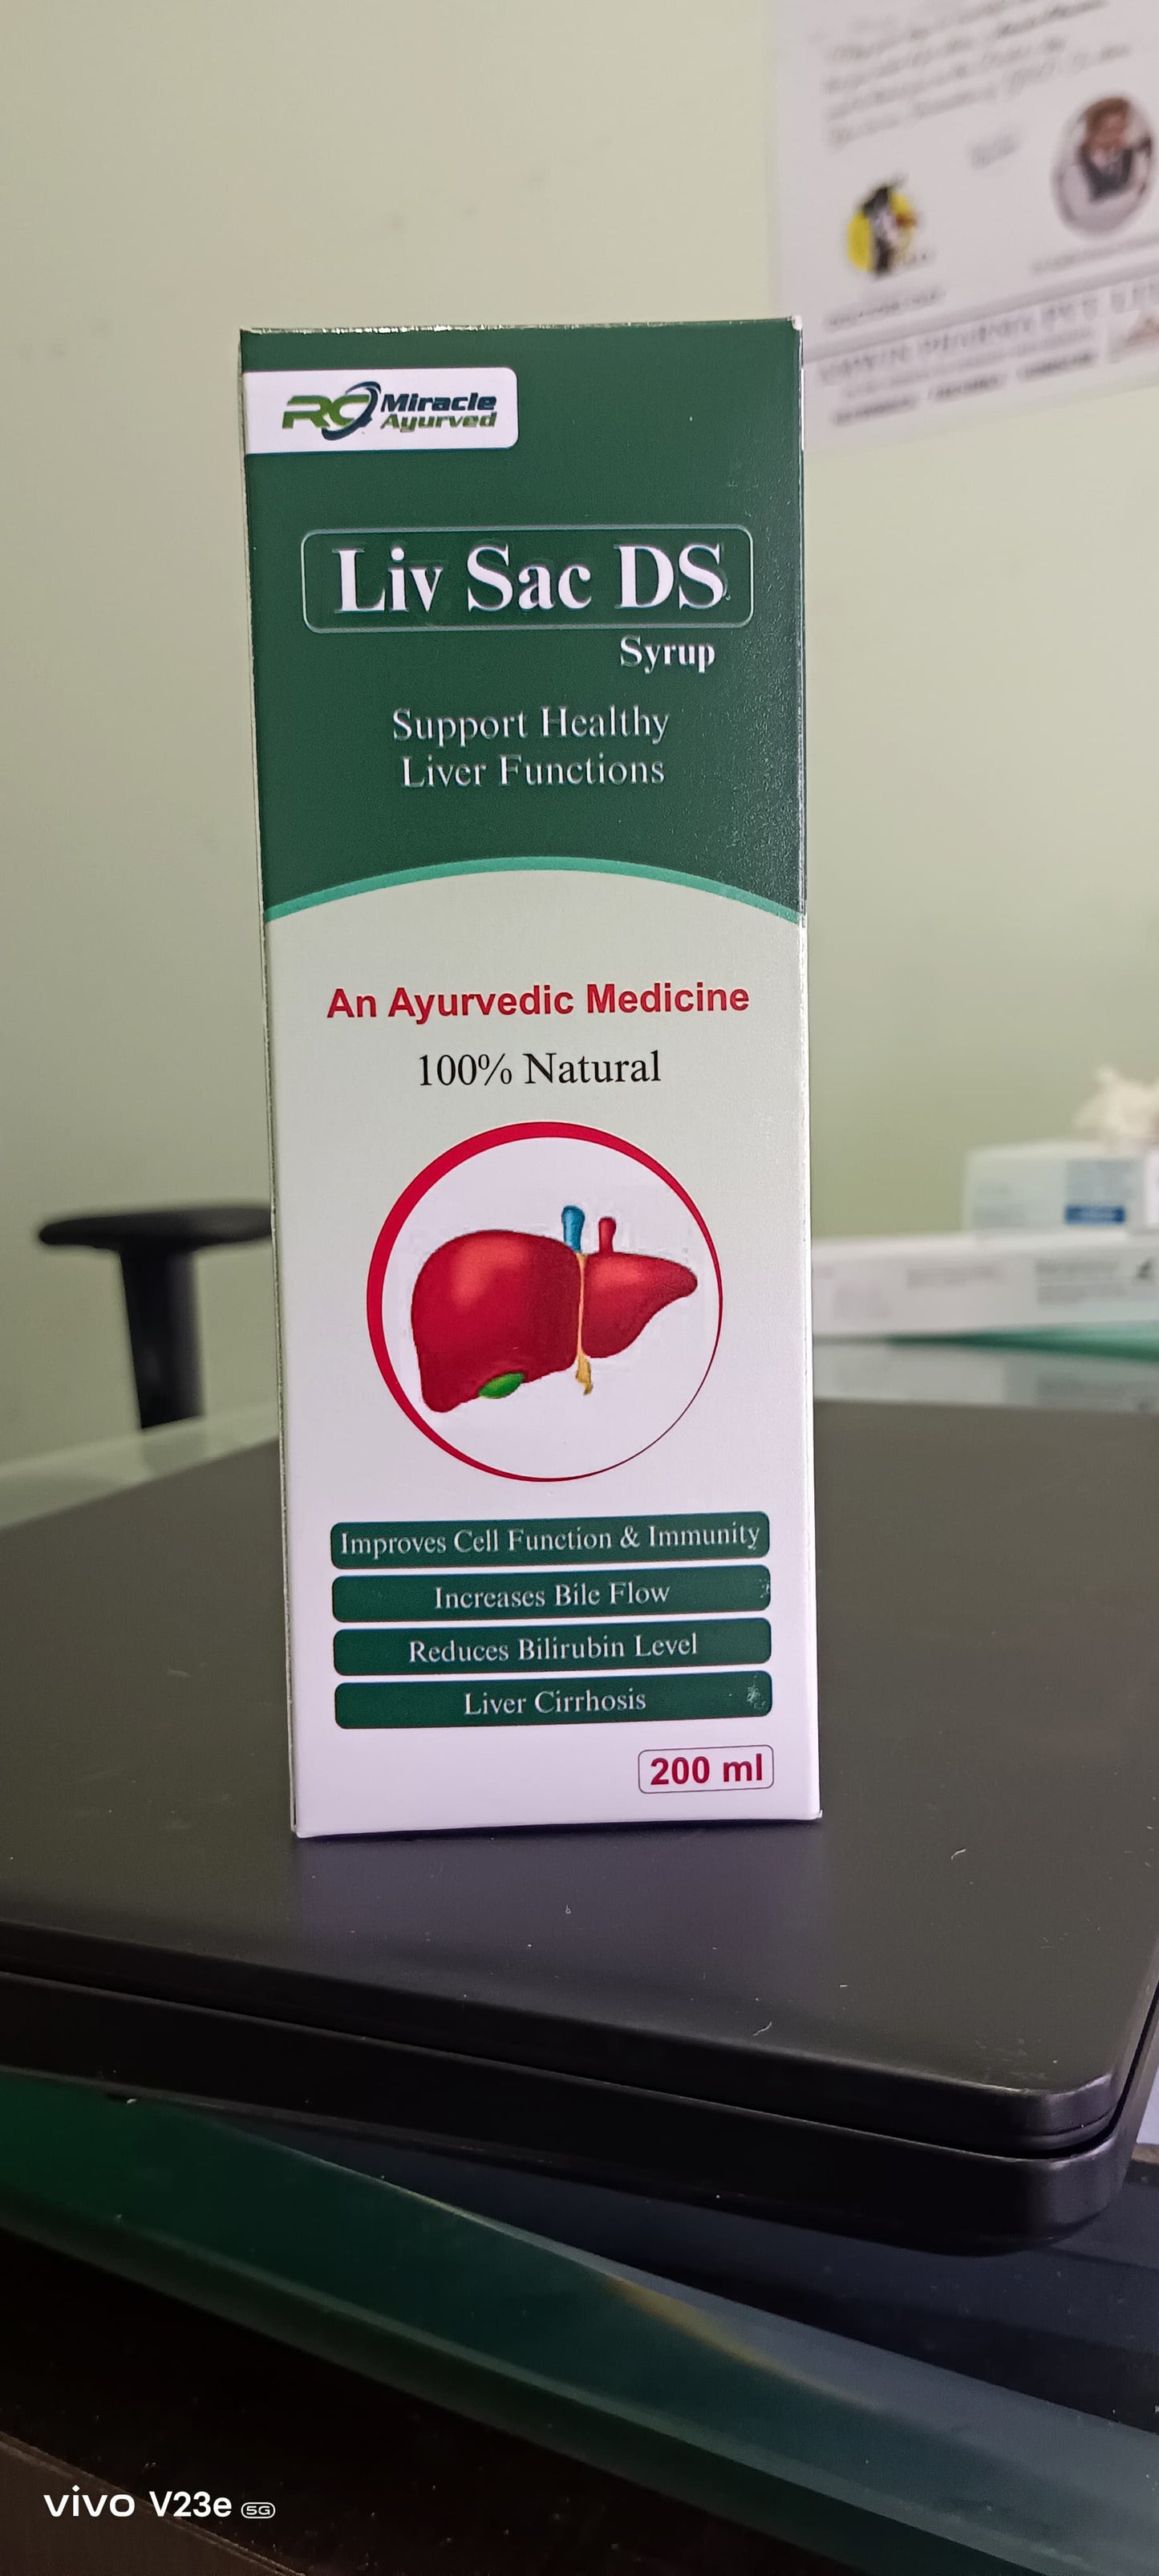 RC Miracle
Ayurved
Liv Sac DS
Syrup
Support Healthy
Liver Functions
An Ayurvedic Medicine
100% Natural
Improves Cell Function & Immunity
Increases Bile Flow
Reduces Bilirubin Level
Liver Cirrhosis
200 ml
vivo V23e 5G